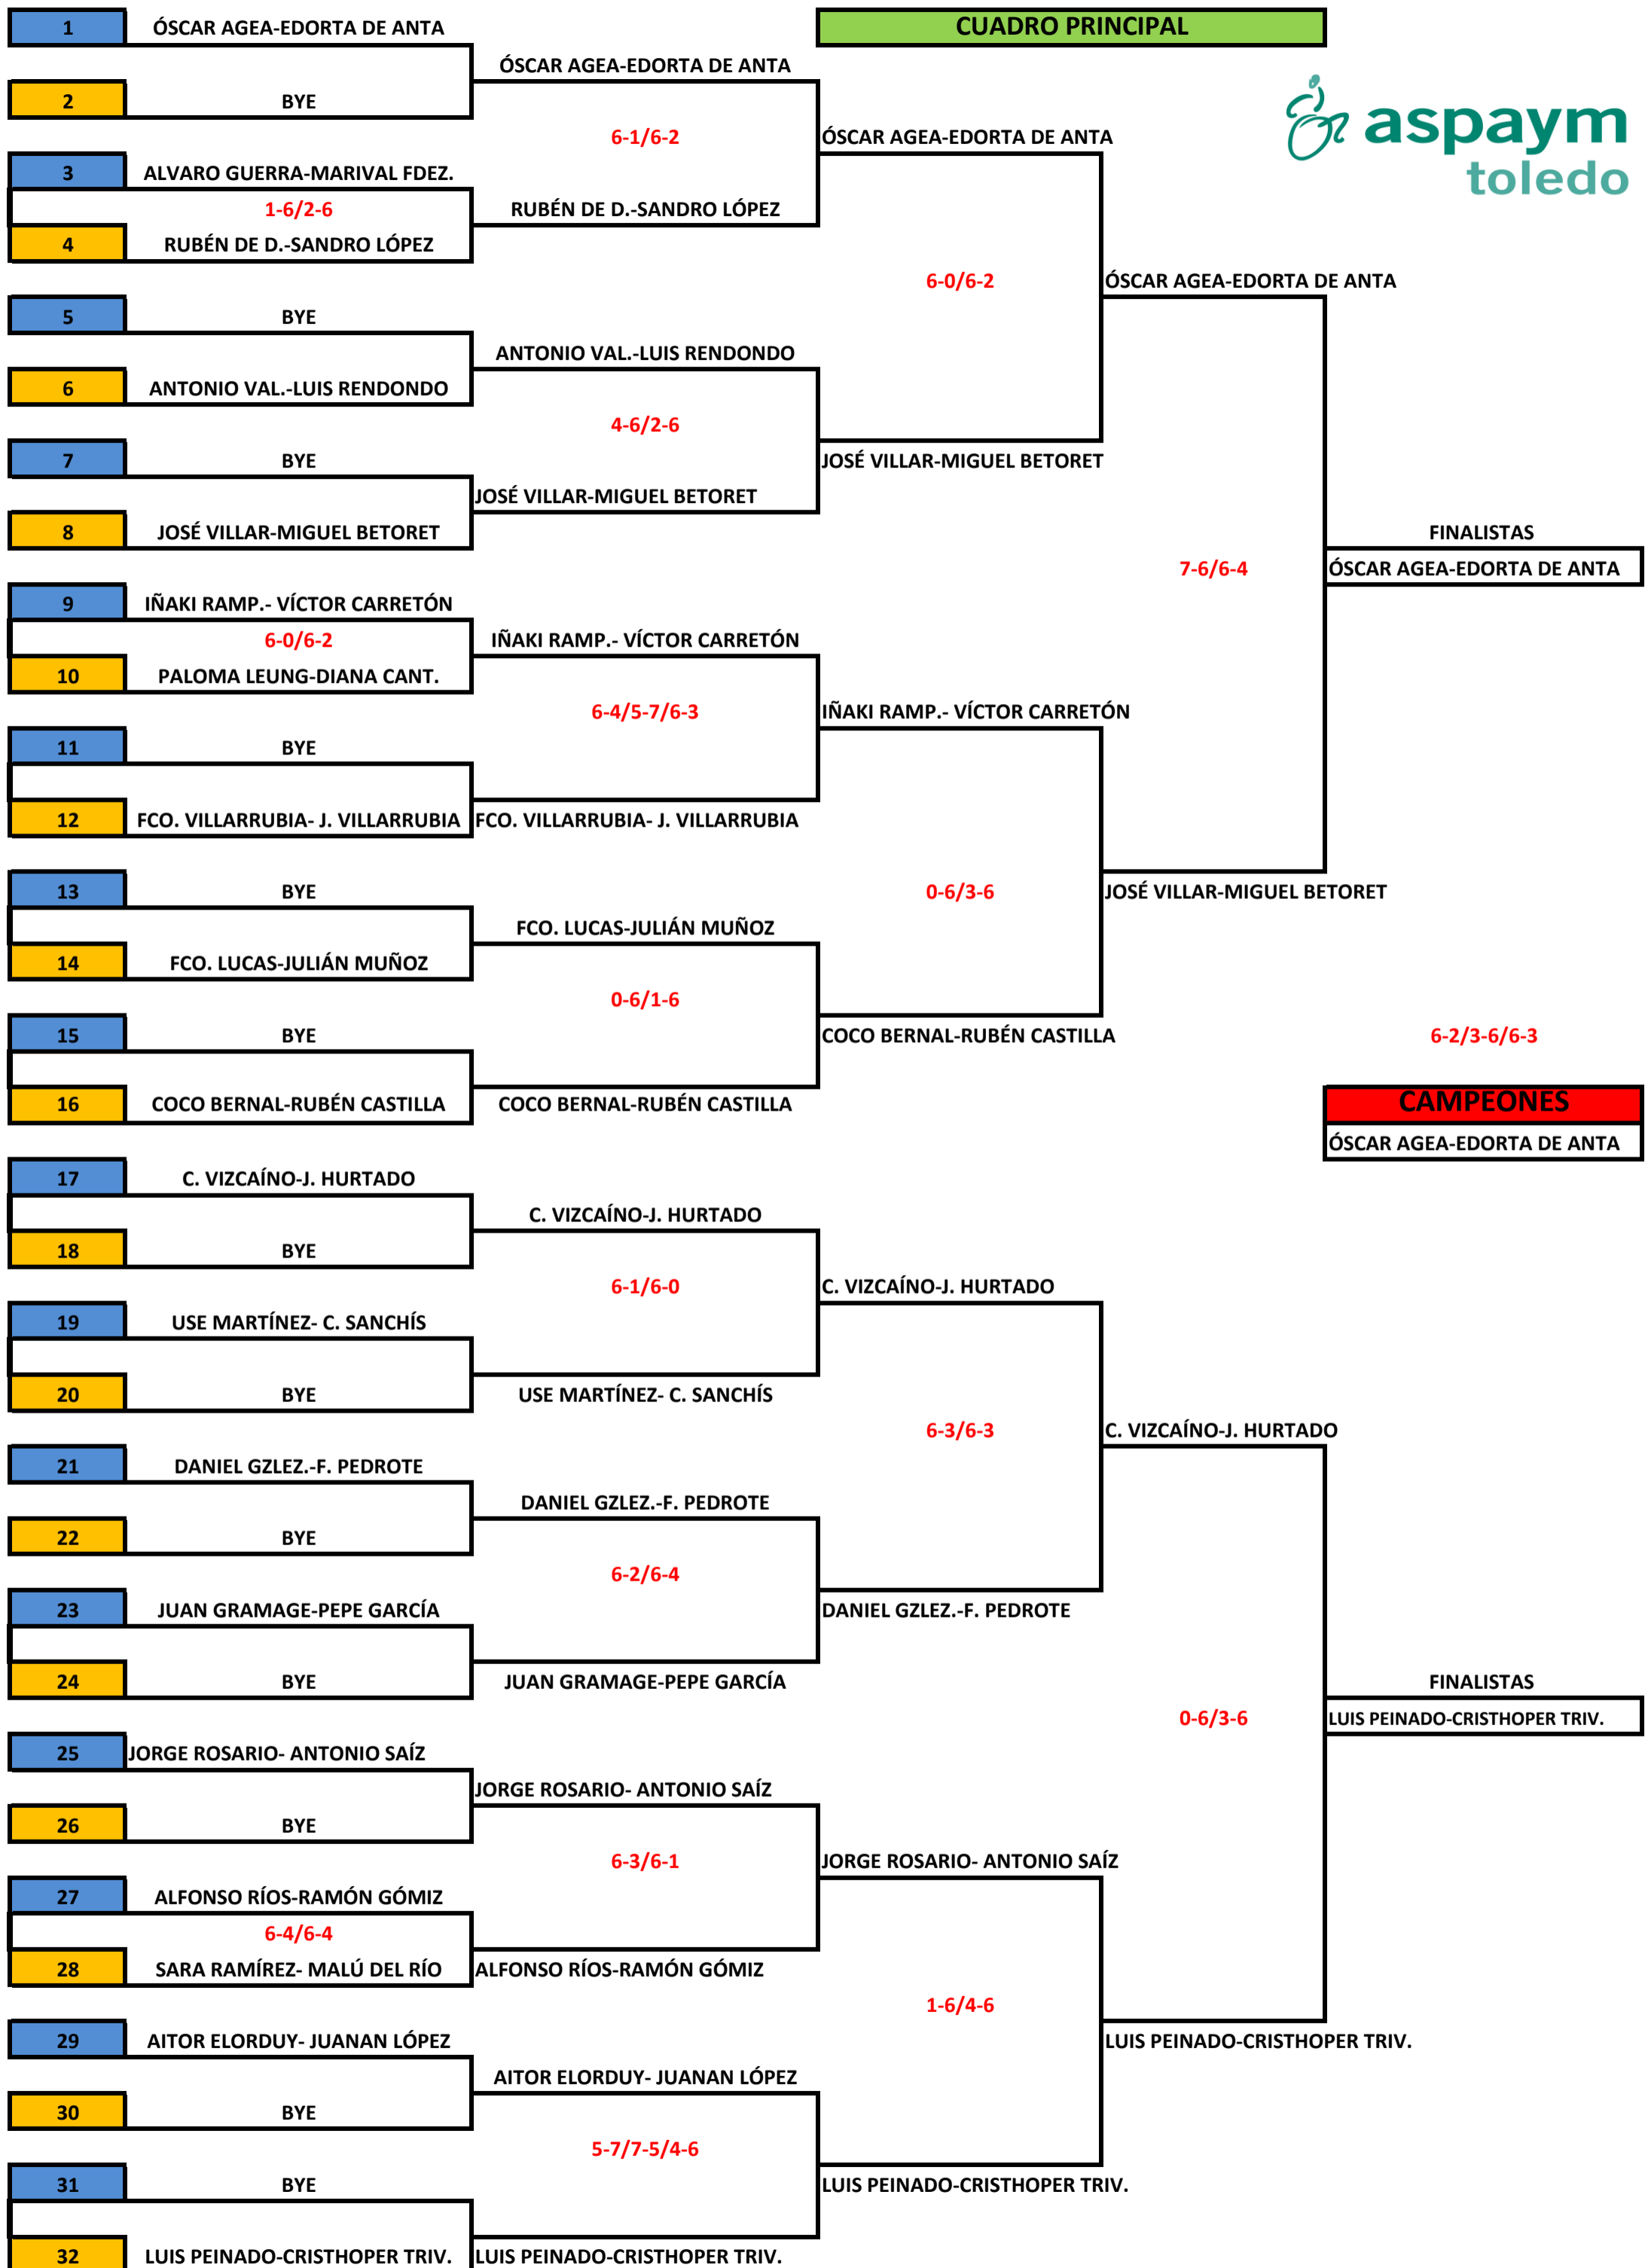 1 ÓSCAR AGEA-EDORTA DE ANTA
CUADRO PRINCIPAL
ÓSCAR AGEA-EDORTA DE ANTA
2 BYE
aspaym
toledo
6-1/6-2
ÓSCAR AGEA-EDORTA DE ANTA
3 ALVARO GUERRA-MARIVAL FDEZ.
1-6/2-6
RUBÉN DE D.-SANDRO LÓPEZ
4 RUBÉN DE D.-SANDRO LÓPEZ
6-0/6-2
ÓSCAR AGEA-EDORTA DE ANTA
5 BYE
ANTONIO VAL.-LUIS RENDONDO
6 ANTONIO VAL.-LUIS RENDONDO
4-6/2-6
7 BYE
JOSÉ VILLAR-MIGUEL BETORET
JOSÉ VILLAR-MIGUEL BETORET
8 JOSÉ VILLAR-MIGUEL BETORET
FINALISTAS
7-6/6-4
ÓSCAR AGEA-EDORTA DE ANTA
9 IÑAKI RAMP.- VÍCTOR CARRETÓN
6-0/6-2
IÑAKI RAMP.- VÍCTOR CARRETÓN
10 PALOMA LEUNG-DIANA CANT.
6-4/5-7/6-3
IÑAKI RAMP.- VÍCTOR CARRETÓN
11 BYE
12 FCO. VILLARRUBIA- J. VILLARRUBIA
FCO. VILLARRUBIA- J. VILLARRUBIA
13 BYE
0-6/3-6
JOSÉ VILLAR-MIGUEL BETORET
FCO. LUCAS-JULIÁN MUÑOZ
14 FCO. LUCAS-JULIÁN MUÑOZ
0-6/1-6
15 BYE
COCO BERNAL-RUBÉN CASTILLA
6-2/3-6/6-3
16 COCO BERNAL-RUBÉN CASTILLA
COCO BERNAL-RUBÉN CASTILLA
CAMPEONES
ÓSCAR AGEA-EDORTA DE ANTA
17 C. VIZCAÍNO-J. HURTADO
C. VIZCAÍNO-J. HURTADO
18 BYE
6-1/6-0
C. VIZCAÍNO-J. HURTADO
19 USE MARTÍNEZ- C. SANCHÍS
20 BYE
USE MARTÍNEZ- C. SANCHÍS
6-3/6-3
C. VIZCAÍNO-J. HURTADO
21 DANIEL GZLEZ.-F. PEDROTE
DANIEL GZLEZ.-F. PEDROTE
22 BYE
6-2/6-4
23 JUAN GRAMAGE-PEPE GARCÍA
DANIEL GZLEZ.-F. PEDROTE
24 BYE
JUAN GRAMAGE-PEPE GARCÍA
FINALISTAS
0-6/3-6
LUIS PEINADO-CRISTHOPER TRIV.
25 JORGE ROSARIO- ANTONIO SAÍZ
JORGE ROSARIO- ANTONIO SAÍZ
26 BYE
6-3/6-1
JORGE ROSARIO- ANTONIO SAÍZ
27 ALFONSO RÍOS-RAMÓN GÓMIZ
6-4/6-4
28 SARA RAMÍREZ- MALÚ DEL RÍO
ALFONSO RÍOS-RAMÓN GÓMIZ
1-6/4-6
29 AITOR ELORDUY- JUANAN LÓPEZ
LUIS PEINADO-CRISTHOPER TRIV.
AITOR ELORDUY- JUANAN LÓPEZ
30 BYE
5-7/7-5/4-6
31 BYE
LUIS PEINADO-CRISTHOPER TRIV.
32 LUIS PEINADO-CRISTHOPER TRIV.
LUIS PEINADO-CRISTHOPER TRIV.